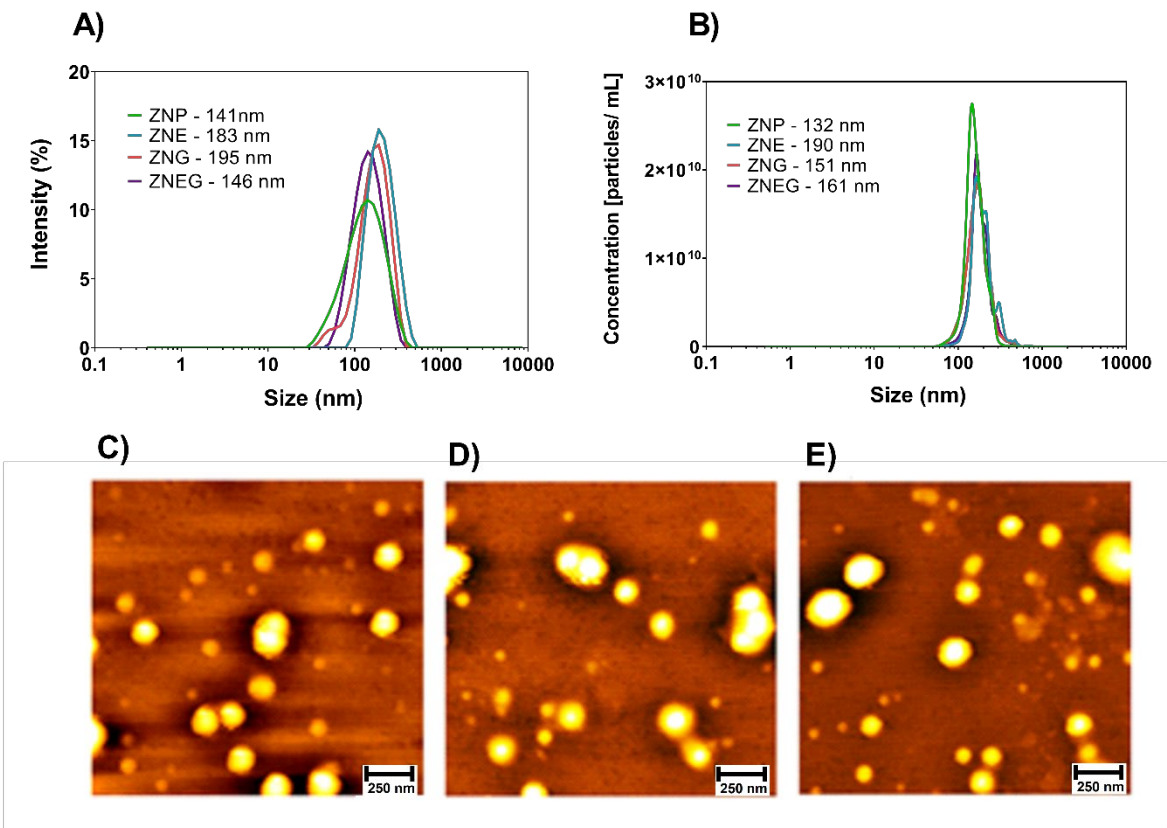 A)
20
15
10
5
0
Intensity (%)
ZNP - 141nm
ZNE - 183 nm
ZNG - 195 nm
ZNEG - 146 nm
0.1 1 10 100 1000 10000
Size (nm)
B)
3×10¹⁰
2×10¹⁰
1×10¹⁰
0
Concentration [particles/ mL]
ZNP - 132 nm
ZNE - 190 nm
ZNG - 151 nm
ZNEG - 161 nm
0.1 1 10 100 1000 10000
Size (nm)
C)
250 nm
D)
250 nm
E)
250 nm